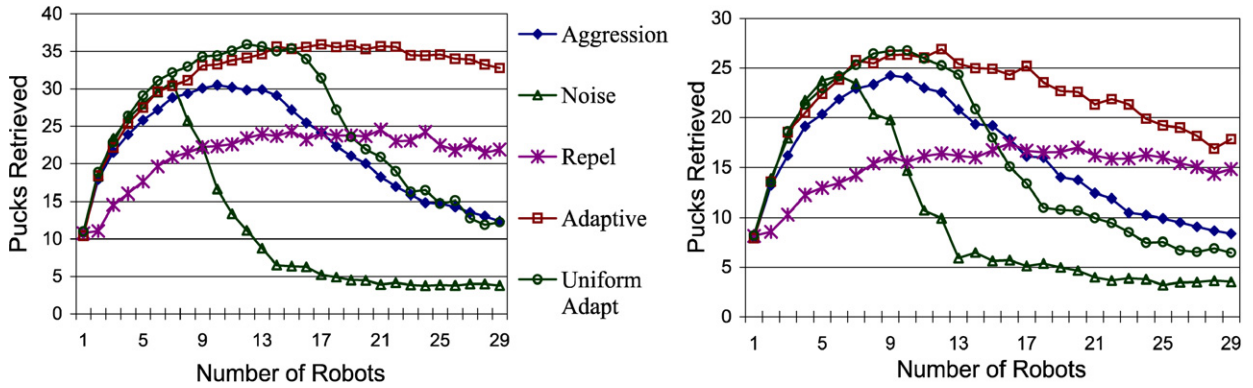 40
35
30
25
20
15
10
5
0
Pucks Retrieved
1 5 9 13 17 21 25 29
Number of Robots
Aggression
Noise
Repel
Adaptive
Uniform
Adapt
30
25
20
15
10
5
0
Pucks Retrieved
1 5 9 13 17 21 25 29
Number of Robots